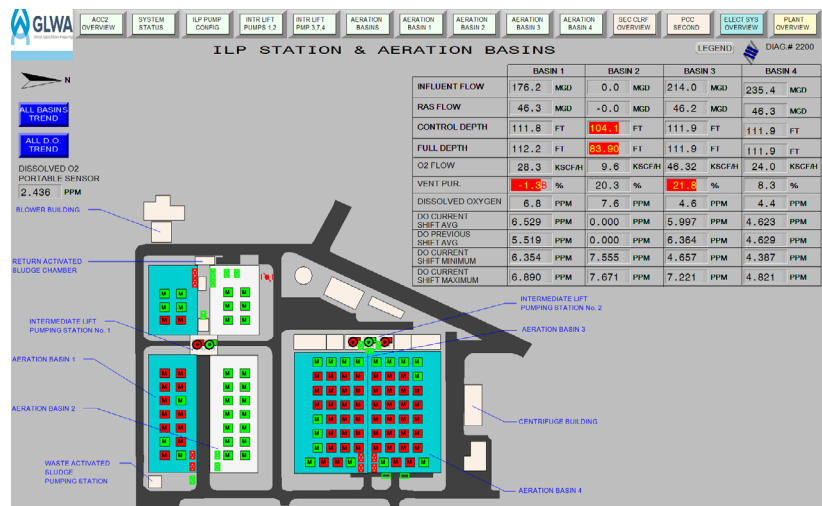 GLWA
ACC2 OVERVIEW
SYSTEM STATUS
ILP PUMP CONFIG
INTR LIFT PUMPS 1,2
INTR LIFT PMP 3,7,4
AERATION BASINS
AERATION BASIN 1
AERATION BASIN 2
AERATION BASIN 3
AERATION BASIN 4
SEC CLRF OVERVIEW
PCC SECOND
ELECT SYS OVERVIEW
PLANT OVERVIEW
ILP STATION & AERATION BASINS
LEGEND
DIAG.# 2200
N
ALL BASINS TREND
ALL D.O. TREND
DISSOLVED O2
PORTABLE SENSOR
2.436 PPM
BASIN 1 BASIN 2 BASIN 3 BASIN 4
INFLUENT FLOW 176.2 MGD 0.0 MGD 214.0 MGD 235.4 MGD
RAS FLOW 46.3 MGD -0.0 MGD 46.2 MGD 46.3 MGD
CONTROL DEPTH 111.8 FT 104.1 FT 111.9 FT 111.9 FT
FULL DEPTH 112.2 FT 83.90 FT 111.9 FT 111.9 FT
O2 FLOW 28.3 KSCF/H 9.6 KSCF/H 46.32 KSCF/H 24.0 KSCF/H
VENT PUR. -1.38 % 20.3 % 21.8 % 8.3 %
DISSOLVED OXYGEN 6.8 PPM 7.6 PPM 4.6 PPM 4.4 PPM
DO CURRENT SHIFT AVG 6.529 PPM 0.000 PPM 5.997 PPM 4.623 PPM
DO PREVIOUS SHIFT AVG 5.519 PPM 0.000 PPM 6.364 PPM 4.629 PPM
DO CURRENT SHIFT MINIMUM 6.354 PPM 7.555 PPM 4.657 PPM 4.387 PPM
DO CURRENT SHIFT MAXIMUM 6.890 PPM 7.671 PPM 7.221 PPM 4.821 PPM
BLOWER BUILDING
RETURN ACTIVATED
SLUDGE CHAMBER
INTERMEDIATE LIFT
PUMPING STATION No. 1
AERATION BASIN 1
AERATION BASIN 2
WASTE ACTIVATED
SLUDGE
PUMPING STATION
INTERMEDIATE LIFT
PUMPING STATION No. 2
AERATION BASIN 3
CENTRIFUGE BUILDING
AERATION BASIN 4